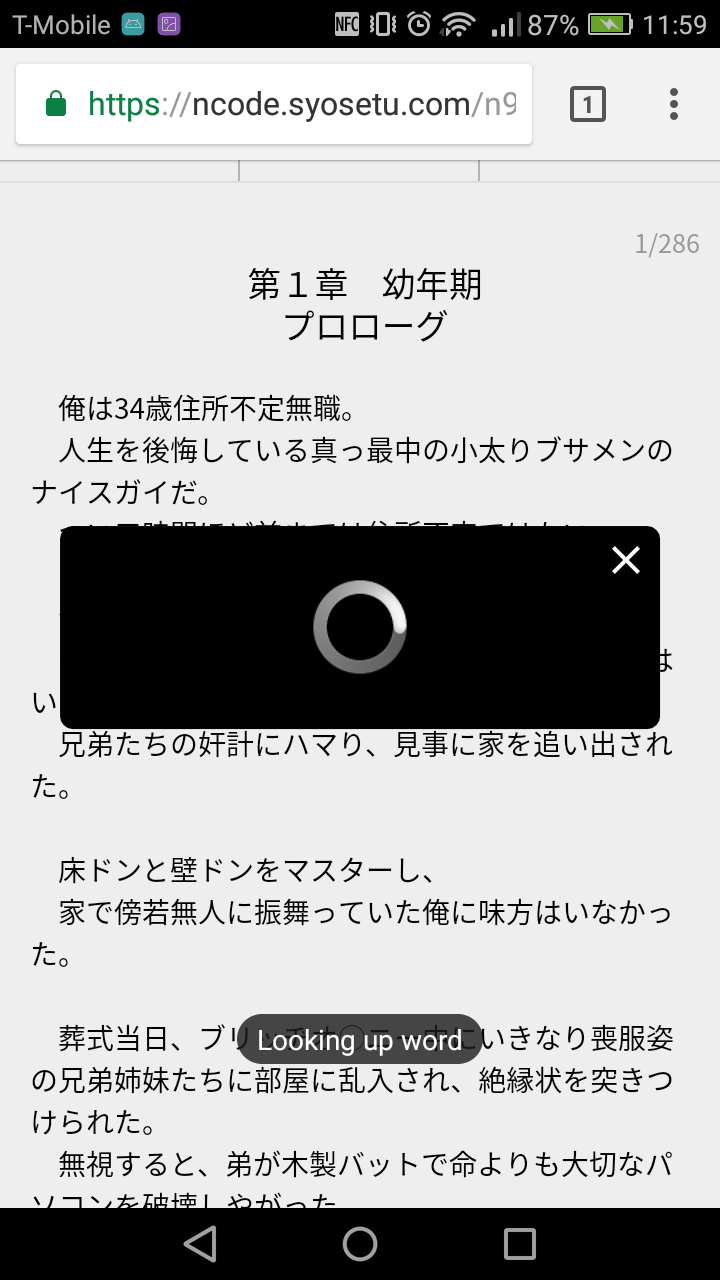 T-Mobile NFC 87% 11:59
https://ncode.syosetu.com/n9
1
1/286
第１章　幼年期
プロローグ
　俺は34歳住所不定無職。
　人生を後悔している真っ最中の小太りブサメンの
ナイスガイだ。
は
い
　兄弟たちの奸計にハマり、見事に家を追い出され
た。
　床ドンと壁ドンをマスターし、
　家で傍若無人に振舞っていた俺に味方はいなかっ
た。
　葬式当日、ブリ
いきなり喪服姿
Looking up word
の兄弟姉妹たちに部屋に乱入され、絶縁状を突きつ
けられた。
　無視すると、弟が木製バットで命よりも大切なパ
ソコンを破壊しやがった